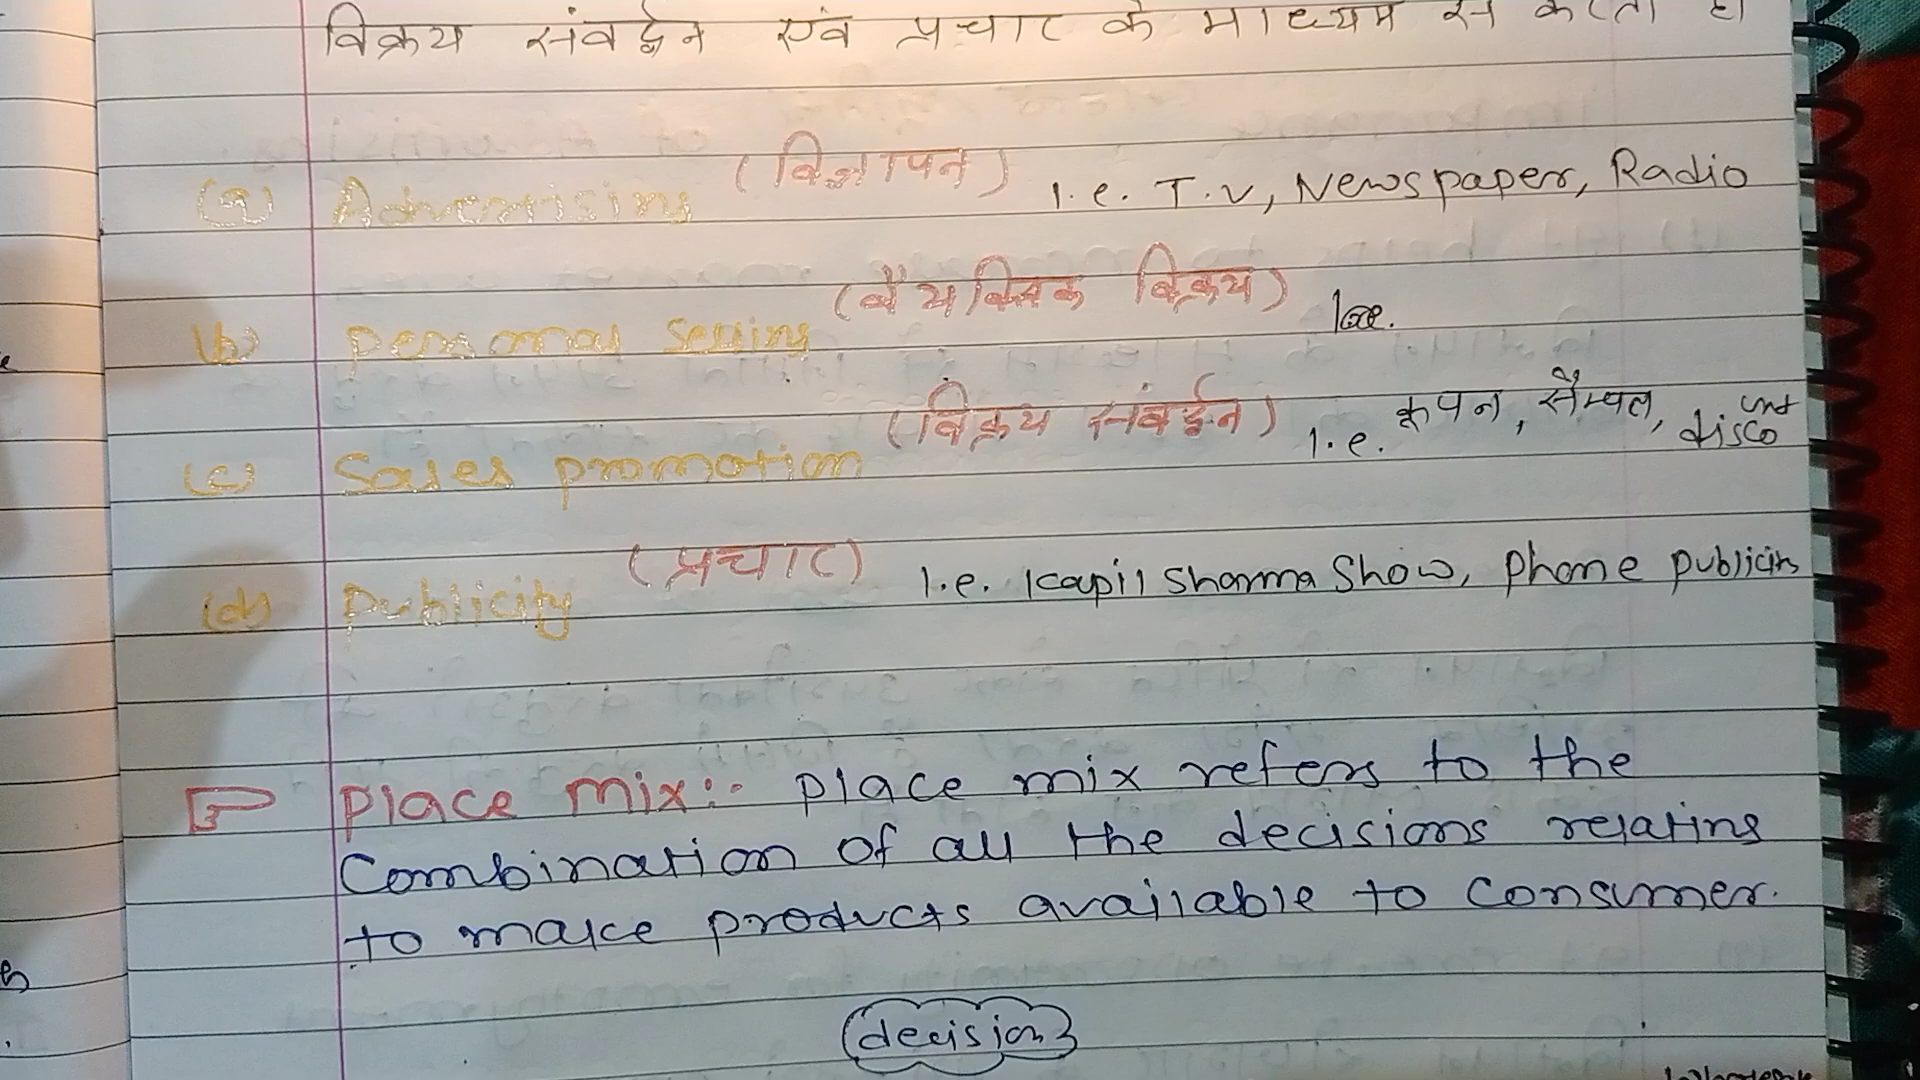 विक्रय संवर्द्धन एवं प्रचार के माध्यम से करता है
(a) Advertising (विज्ञापन) i.e. T.V, Newspaper, Radio
(b) Personal Selling (वैयक्तिक विक्रय) i.e.
(c) Sales promotion (विक्रय संवर्द्धन) i.e. कूपन, सैम्पल, discount
(d) Publicity (प्रचार) i.e. Kapil Sharma Show, Phone publicity
Place mix:- Place mix refers to the
Combination of all the decisions relating
to make products available to Consumer.
decision